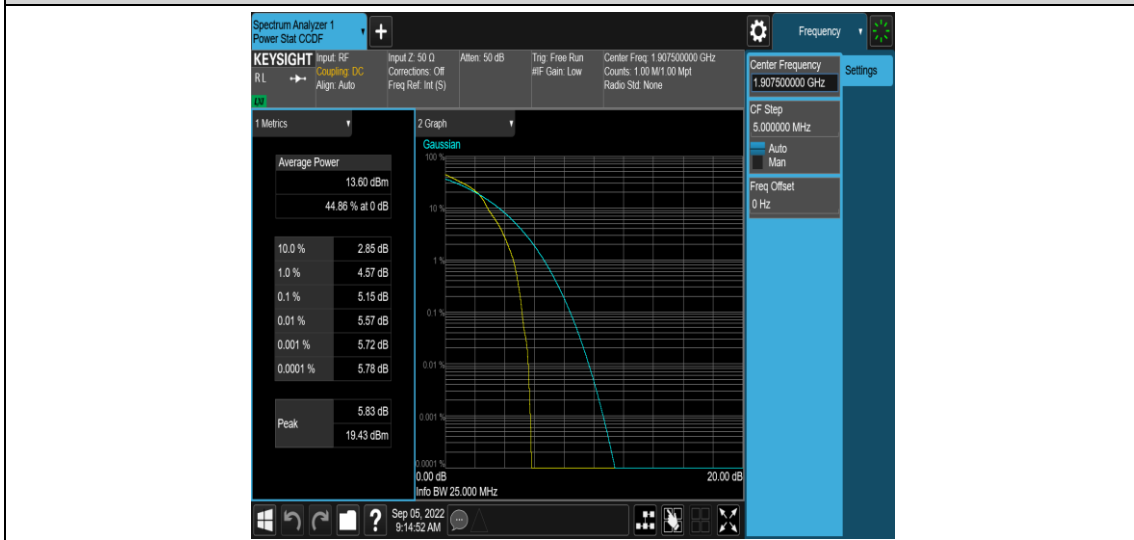 Spectrum Analyzer 1
Power Stat CCDF
+
Frequency
KEYSIGHT
RL
LXI
Input: RF
Coupling: DC
Align: Auto
Input Z: 50 Ω
Corrections: Off
Freq Ref: Int (S)
Atten: 50 dB
Trig: Free Run
#IF Gain: Low
Center Freq: 1.907500000 GHz
Counts: 1.00 M/1.00 Mpt
Radio Std: None
Center Frequency
1.907500000 GHz
Settings
CF Step
5.000000 MHz
Auto
Man
Freq Offset
0 Hz
1 Metrics
Average Power
13.60 dBm
44.86 % at 0 dB
10.0 % 2.85 dB
1.0 % 4.57 dB
0.1 % 5.15 dB
0.01 % 5.57 dB
0.001 % 5.72 dB
0.0001 % 5.78 dB
Peak
5.83 dB
19.43 dBm
2 Graph
Gaussian
100 %
10 %
1 %
0.1 %
0.01 %
0.001 %
0.0001 %
0.00 dB 20.00 dB
Info BW 25.000 MHz
?
Sep 05, 2022
9:14:52 AM